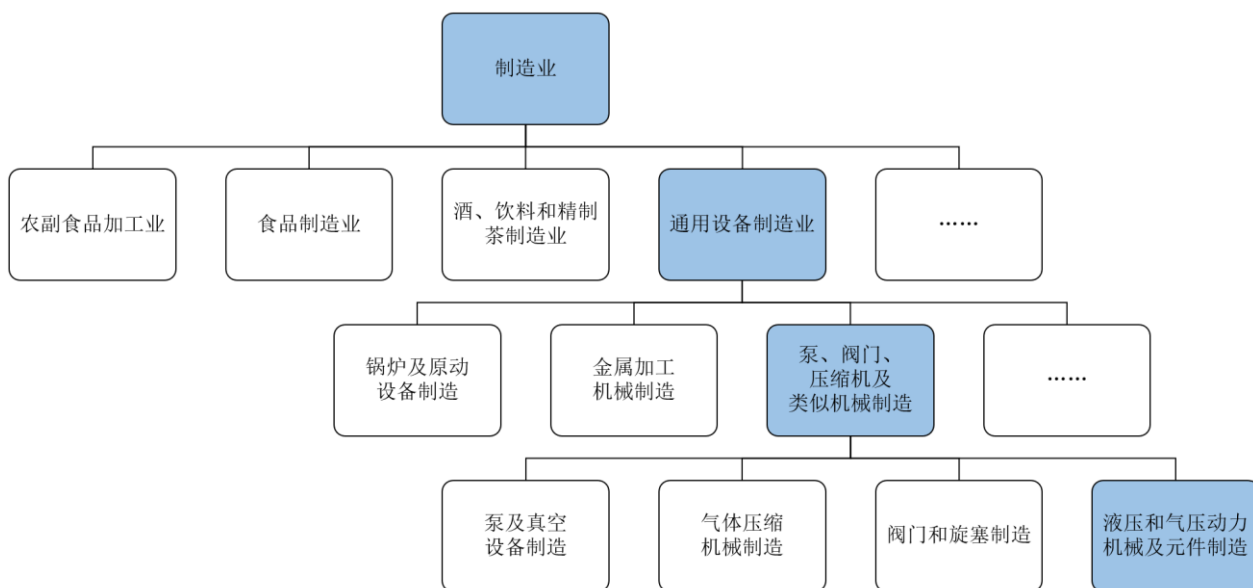 制造业
农副食品加工业
食品制造业
酒、饮料和精制
茶制造业
通用设备制造业
……
锅炉及原动
设备制造
金属加工
机械制造
泵、阀门、
压缩机及
类似机械制造
……
泵及真空
设备制造
气体压缩
机械制造
阀门和旋塞制造
液压和气压动力
机械及元件制造